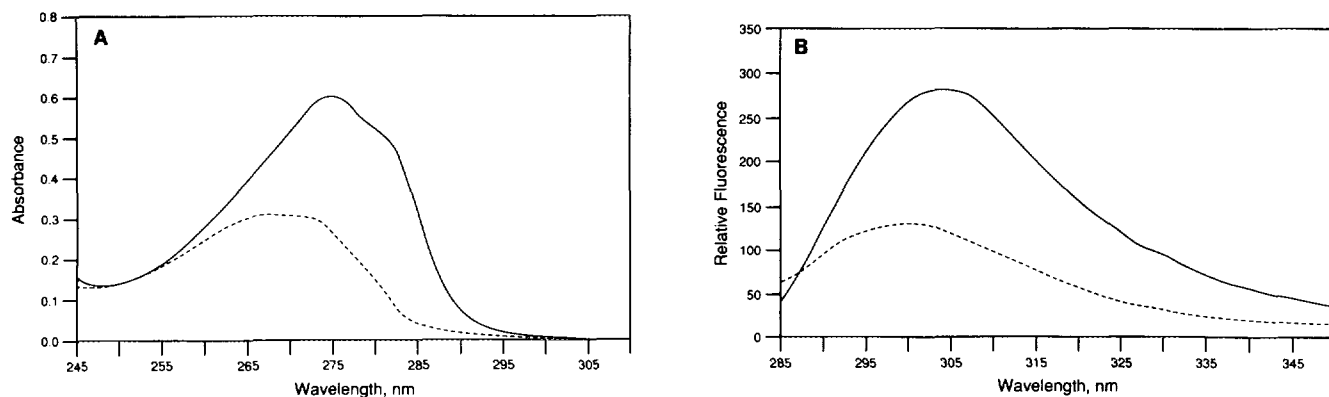 A
Absorbance
0.8
0.7
0.6
0.5
0.4
0.3
0.2
0.1
0.0
245 255 265 275 285 295 305
Wavelength, nm
B
Relative Fluorescence
350
300
250
200
150
100
50
0
285 295 305 315 325 335 345
Wavelength, nm